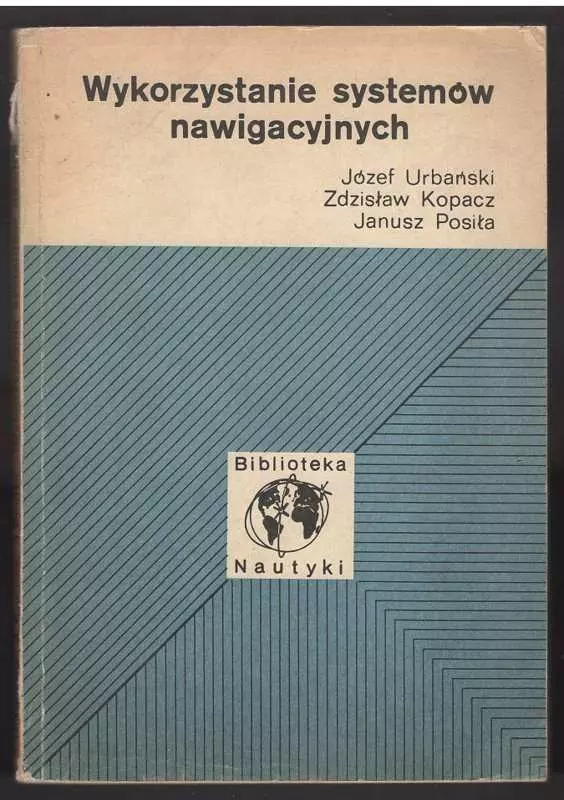 Wykorzystanie systemów
nawigacyjnych
Józef Urbański
Zdzisław Kopacz
Janusz Posiła
Biblioteka
Nautyki